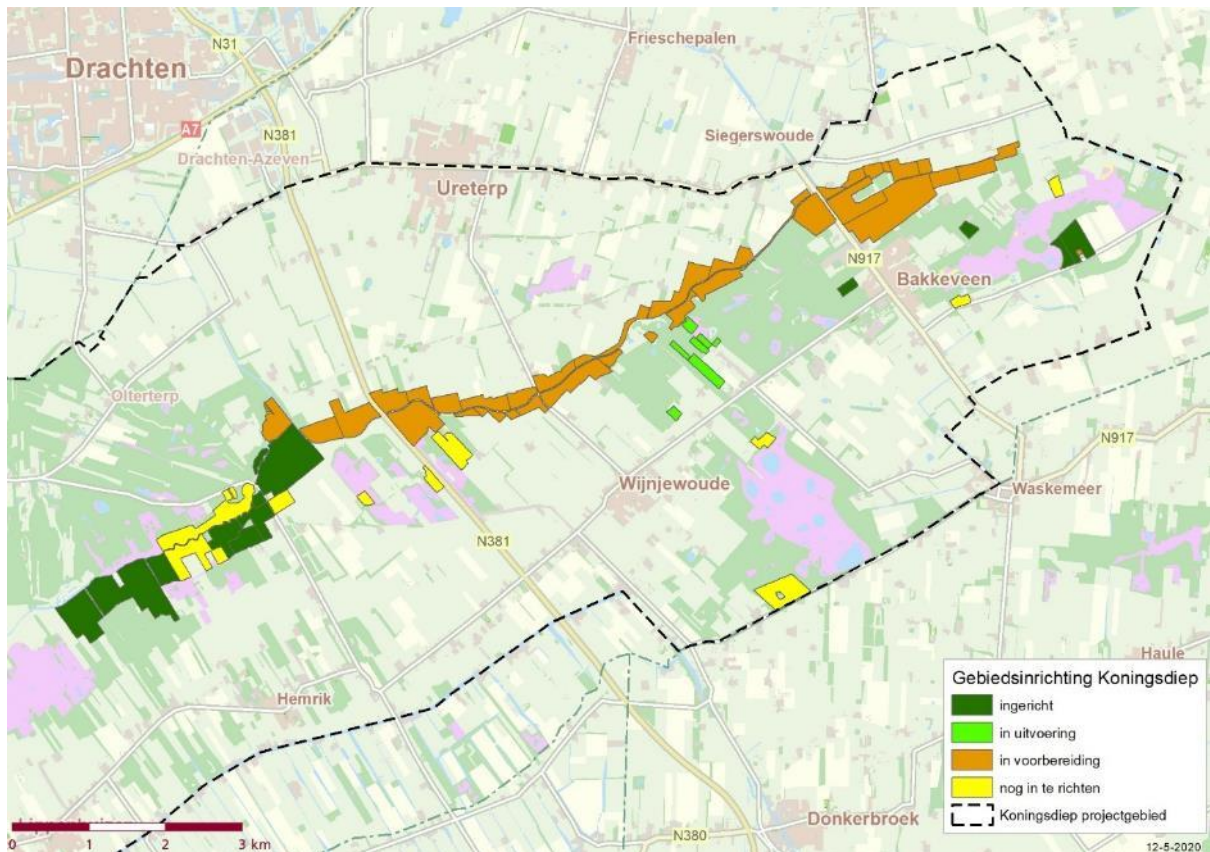 Frieschepalen
N31
Drachten
A7
N381
Siegerswoude
Drachten-Azeven
Ureterp
N917
Bakkeveen
Olterterp
N917
Wijnjewoude
Waskemeer
N381
Haule
Hemrik
Gebiedsinrichting Koningsdiep
ingericht
in uitvoering
in voorbereiding
nog in te richten
Koningsdiep projectgebied
Donkerbroek
N380
0 1 2 3 km
12-5-2020